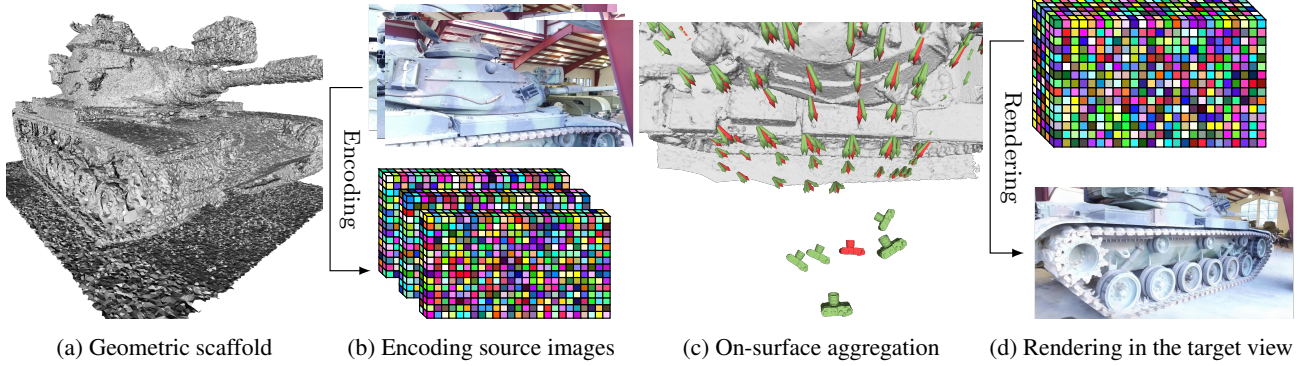 Encoding
Rendering
(a) Geometric scaffold
(b) Encoding source images
(c) On-surface aggregation
(d) Rendering in the target view